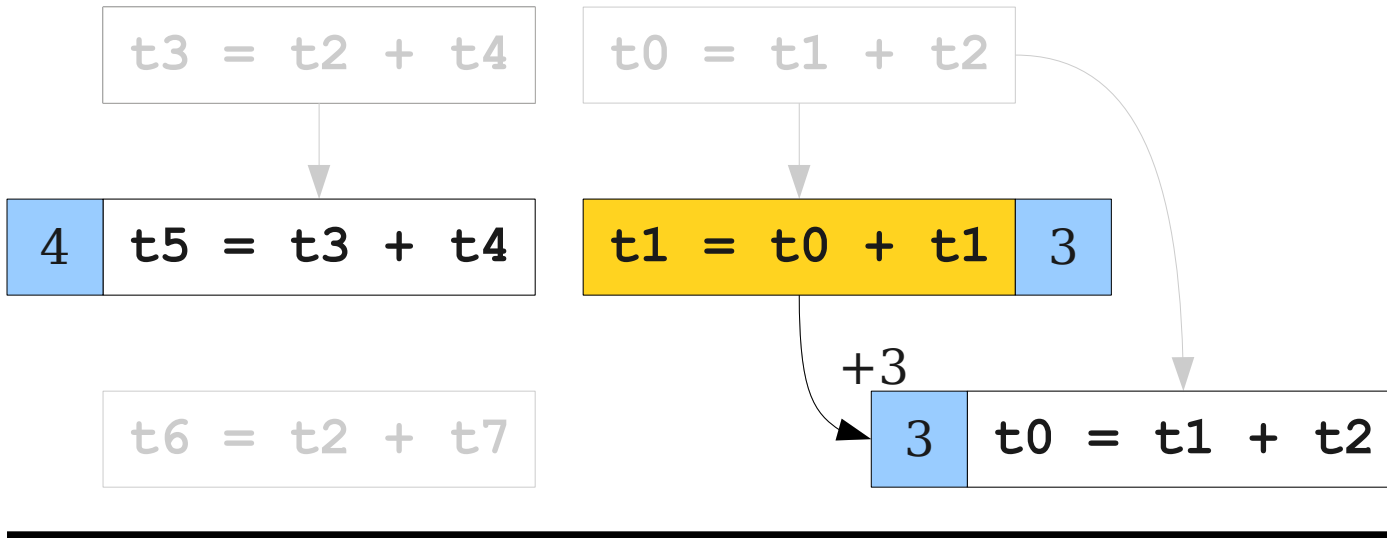 t3 = t2 + t4
t0 = t1 + t2
4
t5 = t3 + t4
t1 = t0 + t1
3
+3
t6 = t2 + t7
3
t0 = t1 + t2